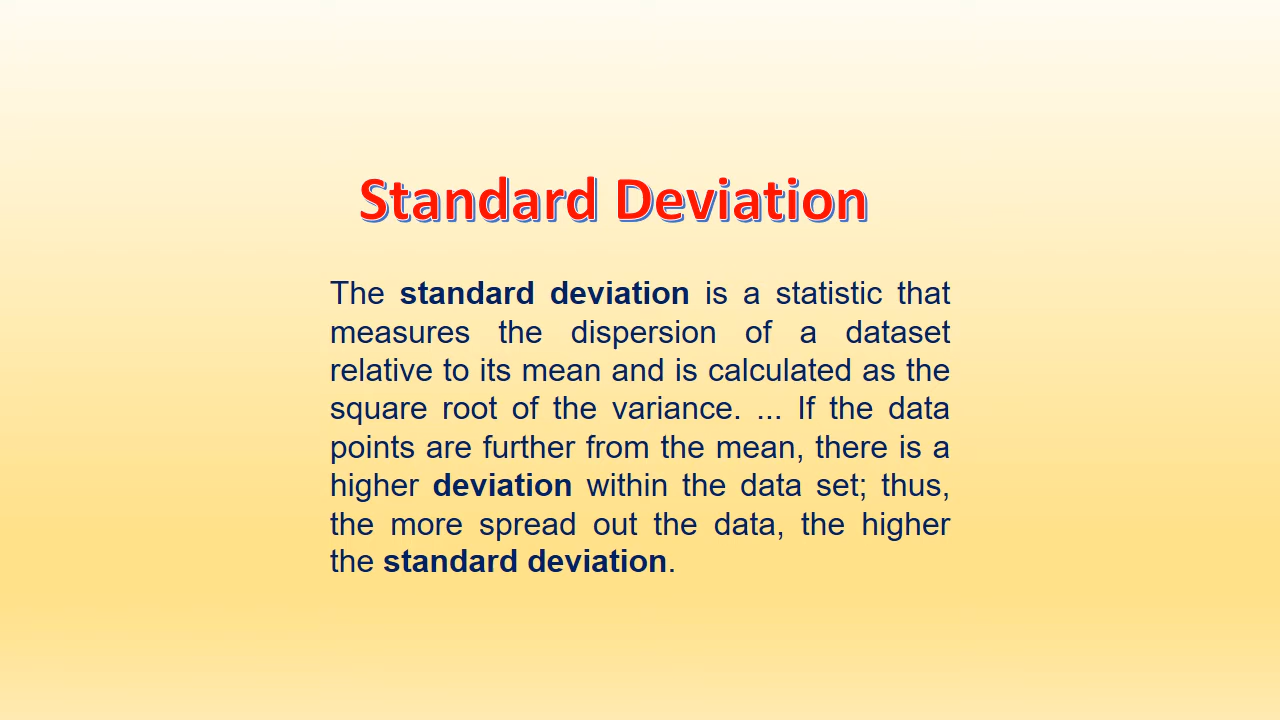 Standard Deviation
The standard deviation is a statistic that
measures the dispersion of a dataset
relative to its mean and is calculated as the
square root of the variance. ... If the data
points are further from the mean, there is a
higher deviation within the data set; thus,
the more spread out the data, the higher
the standard deviation.